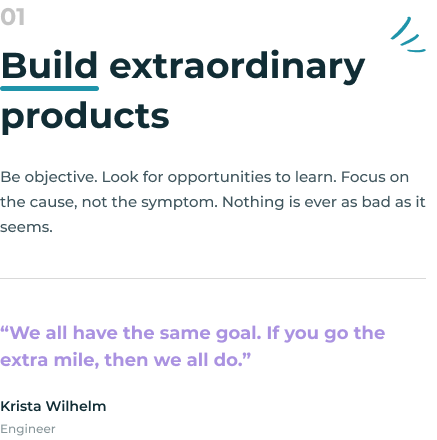 01
Build extraordinary
products
Be objective. Look for opportunities to learn. Focus on
the cause, not the symptom. Nothing is ever as bad as it
seems.
“We all have the same goal. If you go the
extra mile, then we all do.”
Krista Wilhelm
Engineer